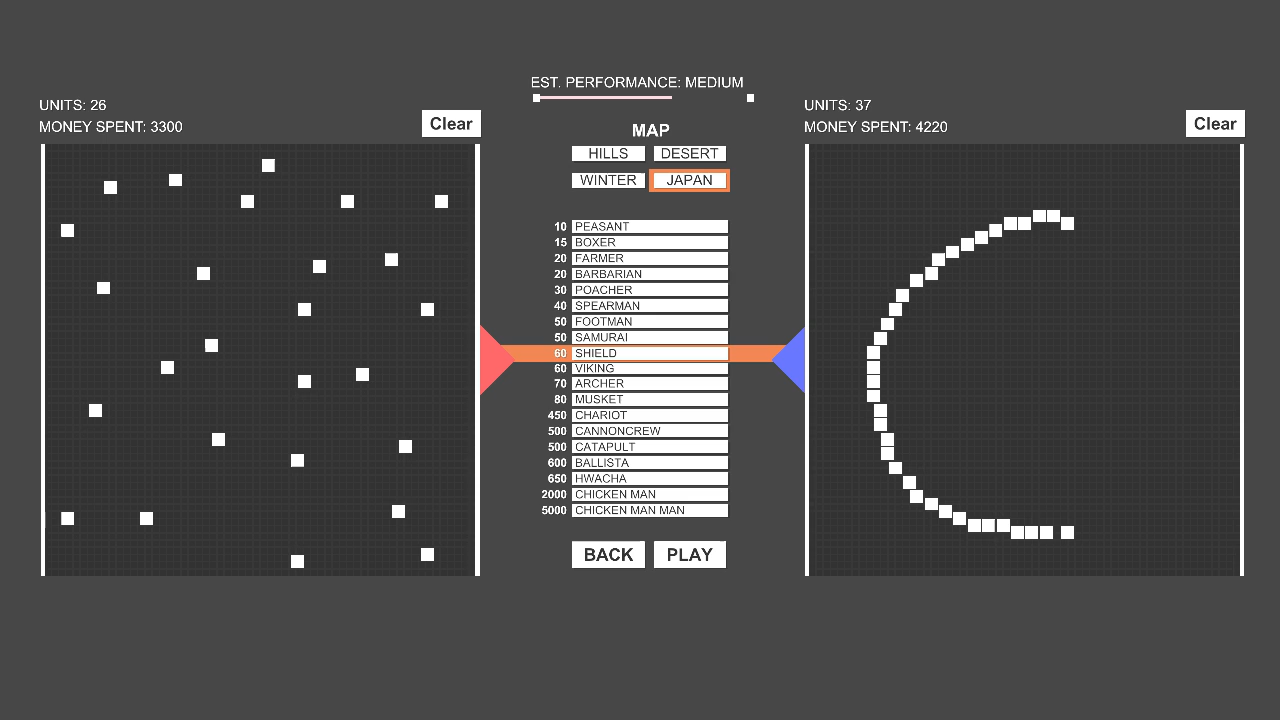 EST. PERFORMANCE: MEDIUM
UNITS: 26
MONEY SPENT: 3300
Clear
UNITS: 37
MONEY SPENT: 4220
Clear
MAP
HILLS DESERT
WINTER JAPAN
10 PEASANT
15 BOXER
20 FARMER
20 BARBARIAN
30 POACHER
40 SPEARMAN
50 FOOTMAN
50 SAMURAI
60 SHIELD
60 VIKING
70 ARCHER
80 MUSKET
450 CHARIOT
500 CANNONCREW
500 CATAPULT
600 BALLISTA
650 HWACHA
2000 CHICKEN MAN
5000 CHICKEN MAN MAN
BACK PLAY